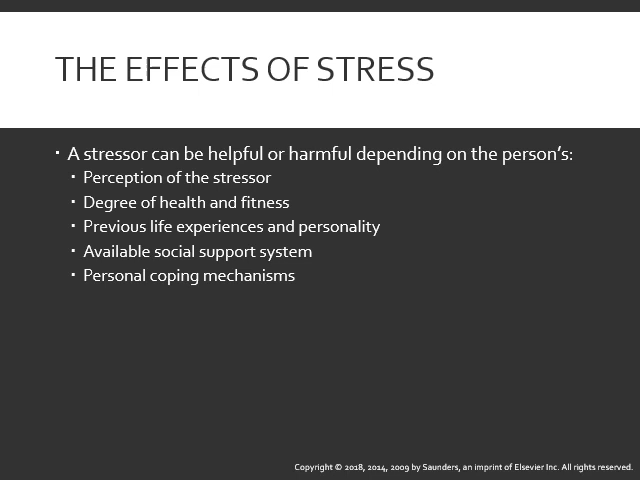 THE EFFECTS OF STRESS
▪ A stressor can be helpful or harmful depending on the person’s:
▪ Perception of the stressor
▪ Degree of health and fitness
▪ Previous life experiences and personality
▪ Available social support system
▪ Personal coping mechanisms
Copyright © 2018, 2014, 2009 by Saunders, an imprint of Elsevier Inc. All rights reserved.